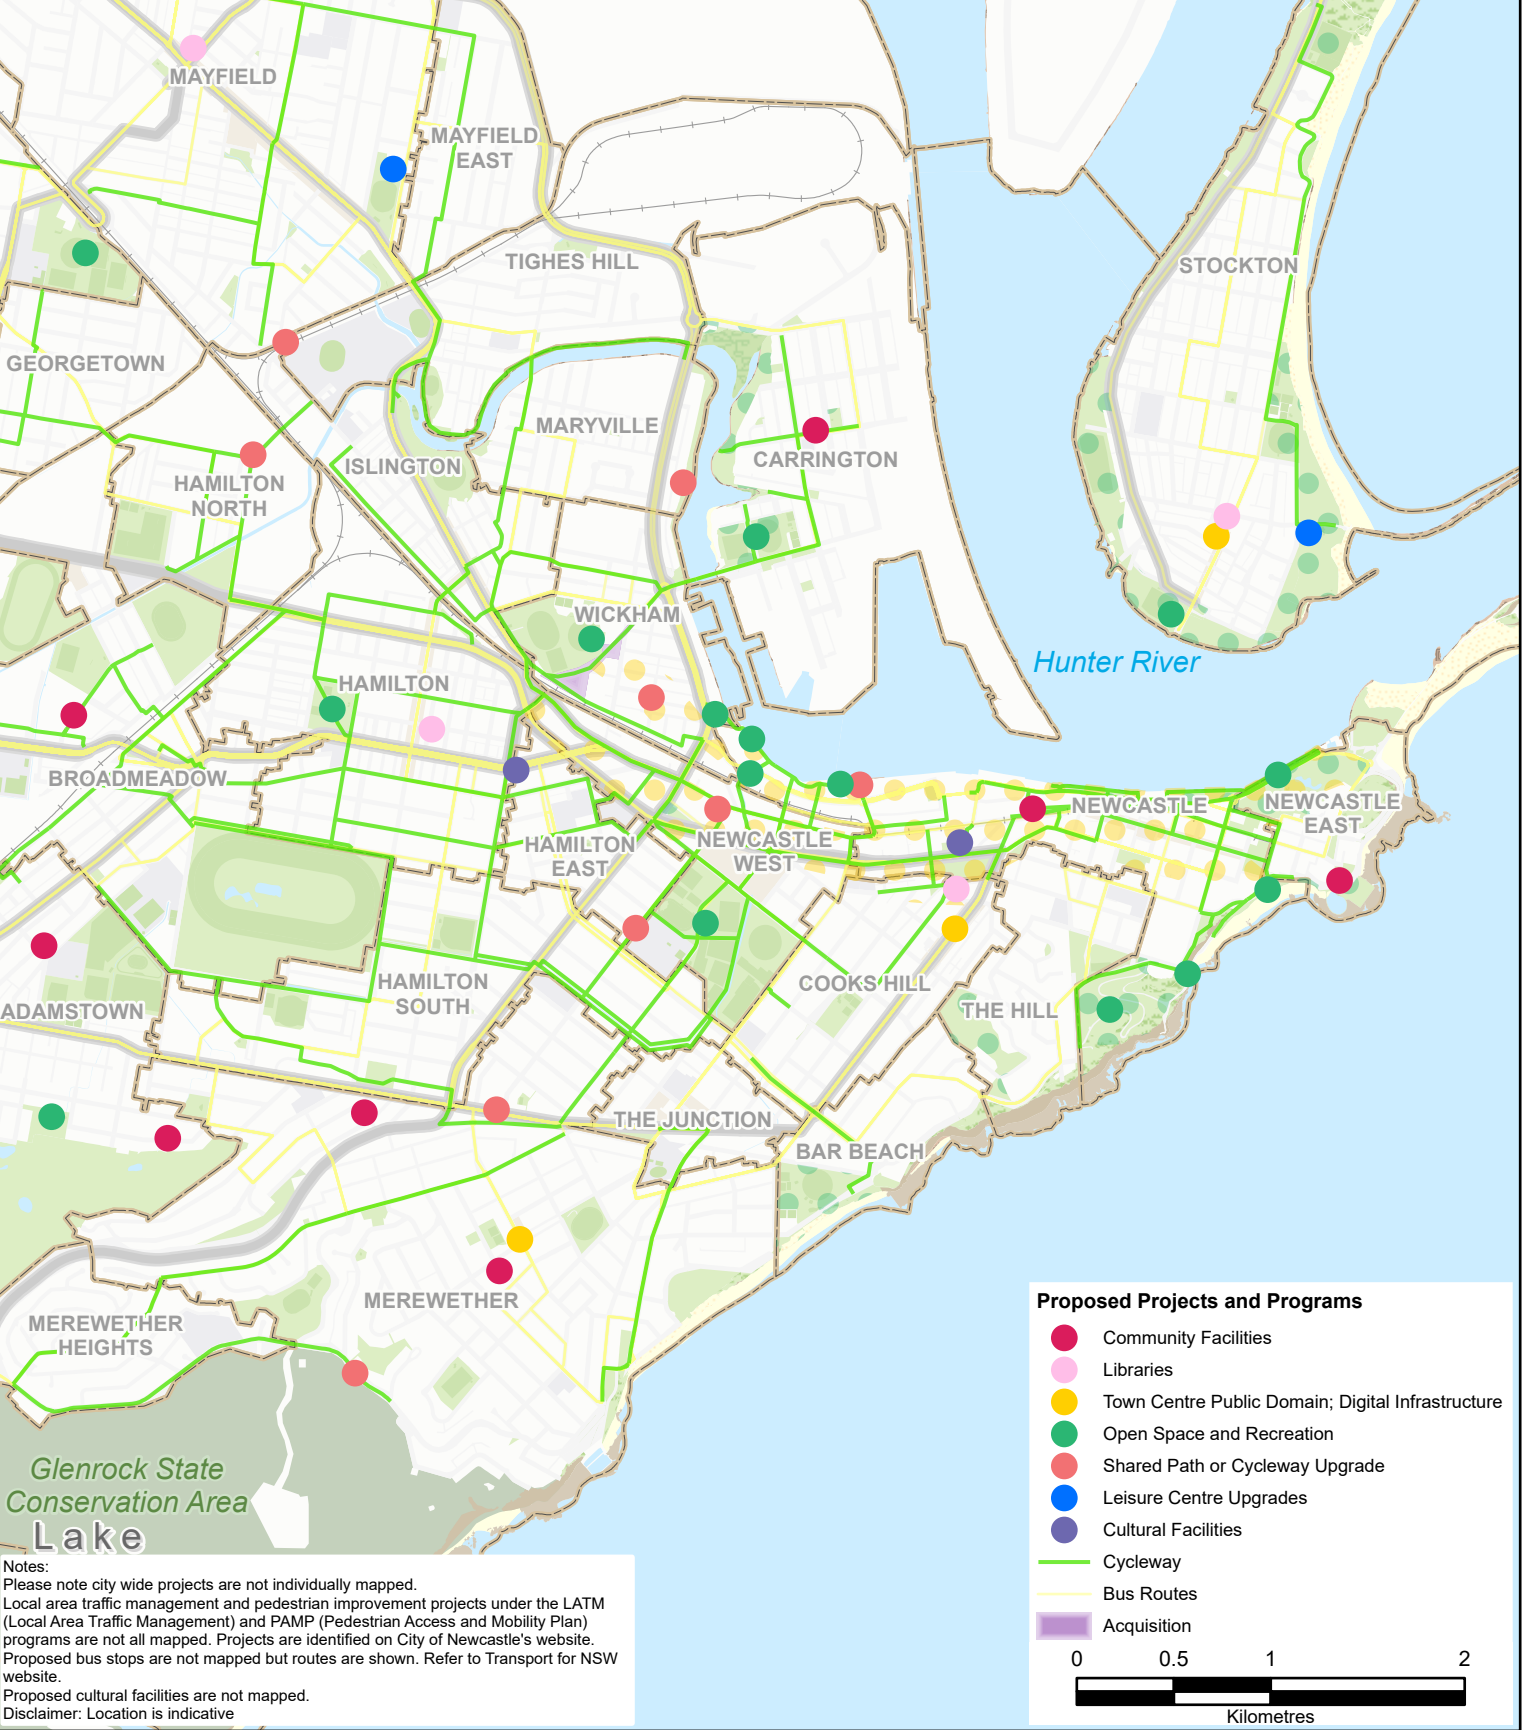 MAYFIELD
MAYFIELD
EAST
TIGHES HILL
STOCKTON
GEORGETOWN
MARYVILLE
CARRINGTON
ISLINGTON
HAMILTON
NORTH
WICKHAM
Hunter River
HAMILTON
BROADMEADOW
NEWCASTLE
NEWCASTLE
EAST
HAMILTON
EAST
NEWCASTLE
WEST
HAMILTON
SOUTH
COOKS HILL
THE HILL
ADAMSTOWN
THE JUNCTION
BAR BEACH
MEREWETHER
MEREWETHER
HEIGHTS
Glenrock State
Conservation Area
Lake
Notes:
Please note city wide projects are not individually mapped.
Local area traffic management and pedestrian improvement projects under the LATM
(Local Area Traffic Management) and PAMP (Pedestrian Access and Mobility Plan)
programs are not all mapped. Projects are identified on City of Newcastle's website.
Proposed bus stops are not mapped but routes are shown. Refer to Transport for NSW
website.
Proposed cultural facilities are not mapped.
Disclaimer: Location is indicative
Proposed Projects and Programs
Community Facilities
Libraries
Town Centre Public Domain; Digital Infrastructure
Open Space and Recreation
Shared Path or Cycleway Upgrade
Leisure Centre Upgrades
Cultural Facilities
Cycleway
Bus Routes
Acquisition
0 0.5 1 2
Kilometres